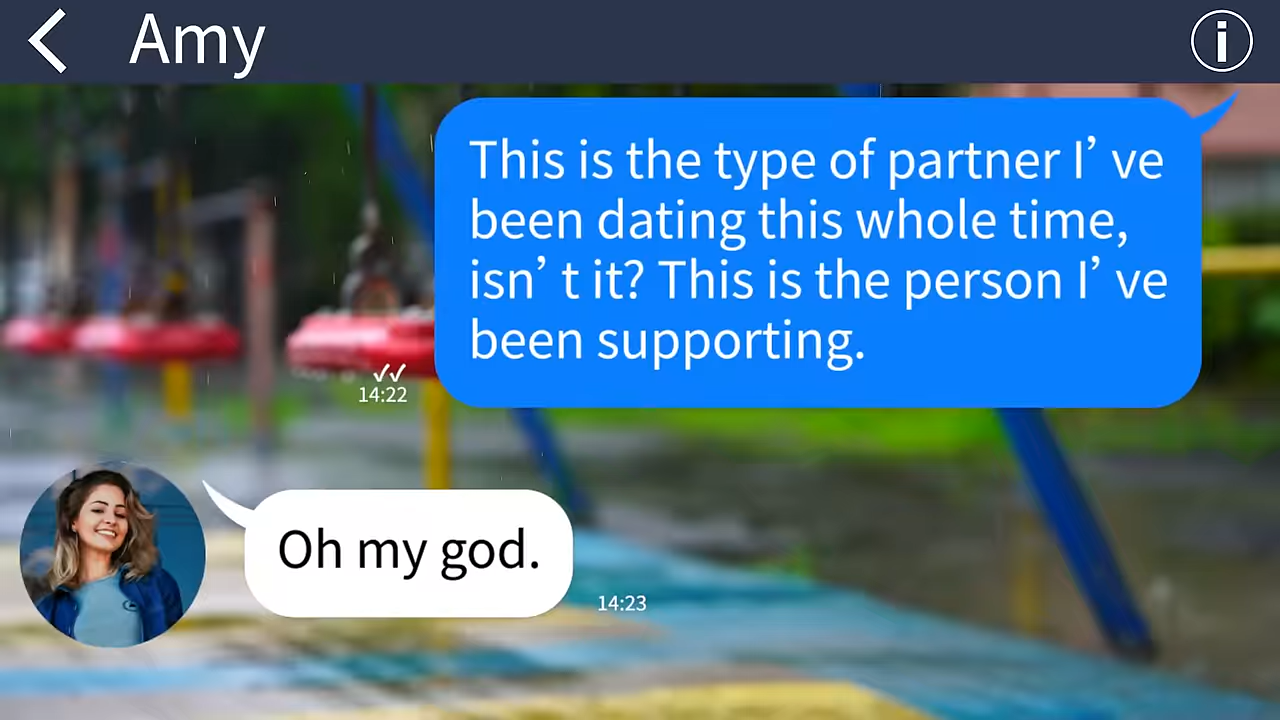 Amy
This is the type of partner I’ ve
been dating this whole time,
isn’ t it? This is the person I’ ve
been supporting.
14:22
Oh my god.
14:23